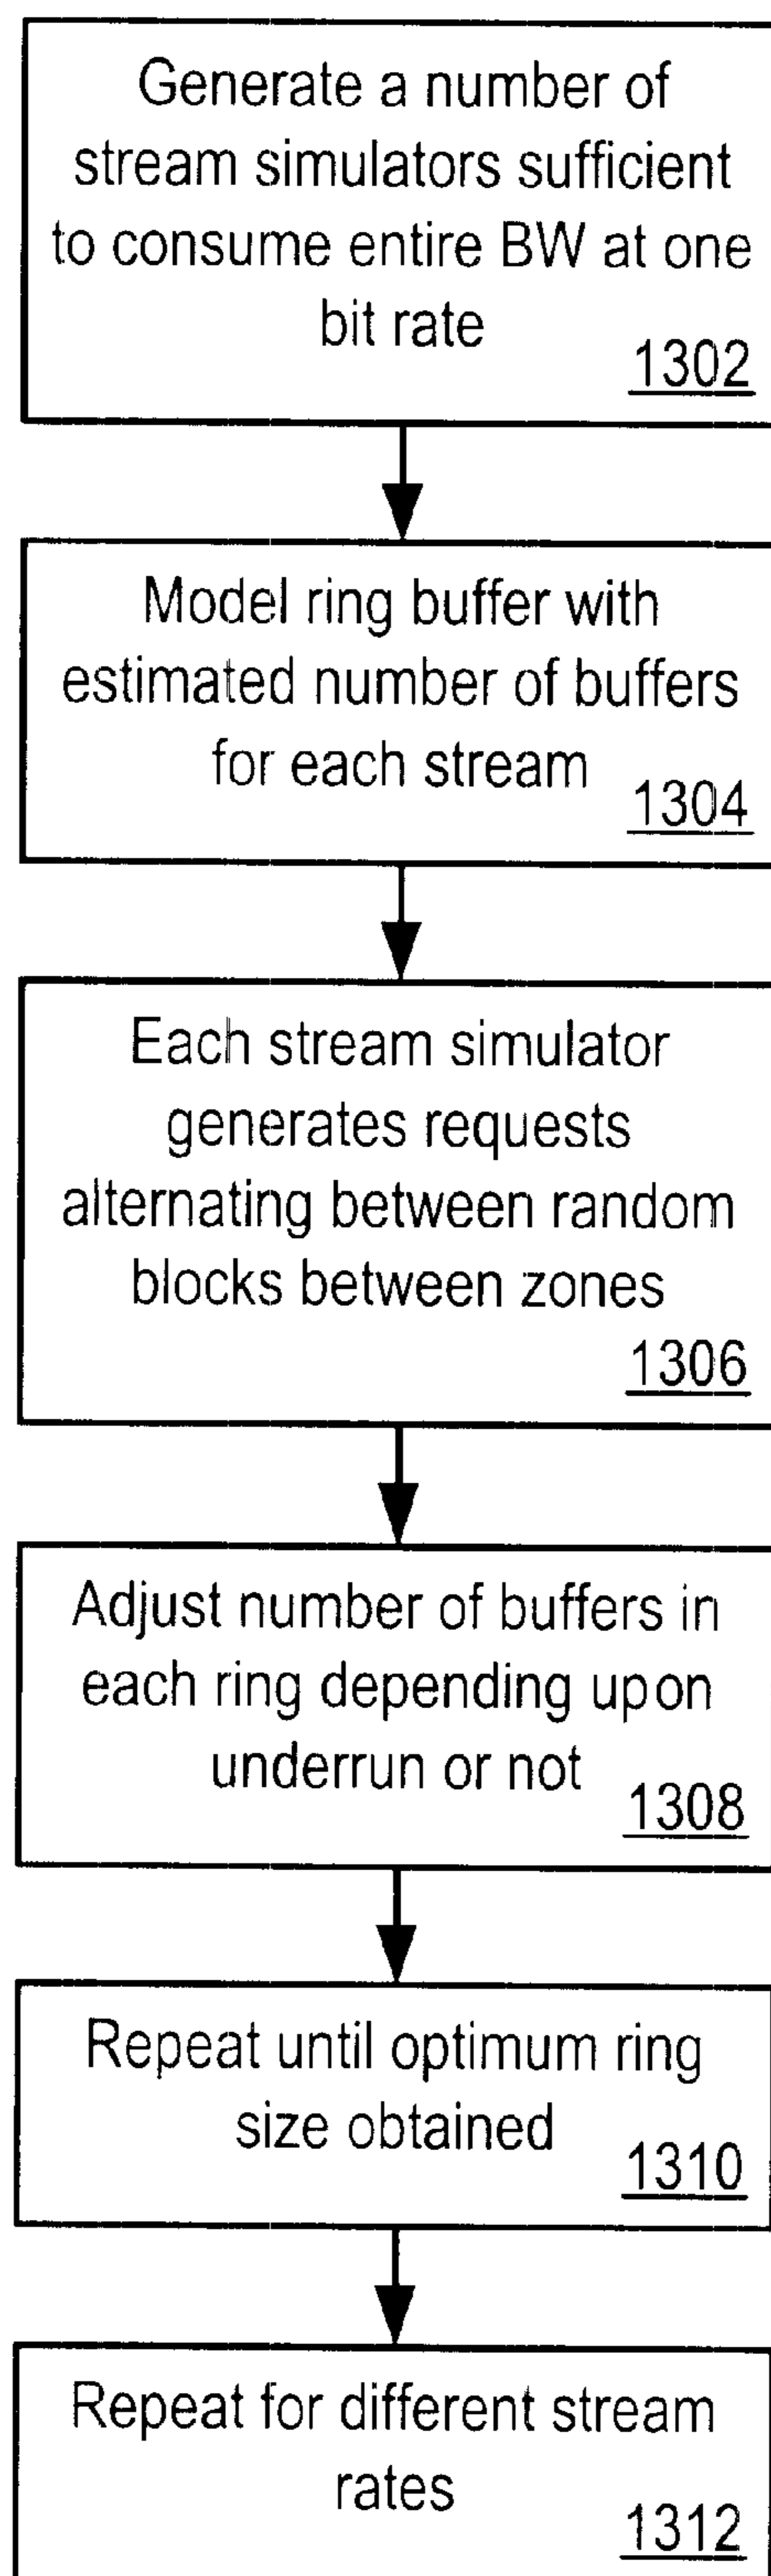 Generate a number of
stream simulators sufficient
to consume entire BW at one
bit rate
1302
Model ring buffer with
estimated number of buffers
for each stream
1304
Each stream simulator
generates requests
alternating between random
blocks between zones
1306
Adjust number of buffers in
each ring depending upon
underrun or not
1308
Repeat until optimum ring
size obtained
1310
Repeat for different stream
rates
1312